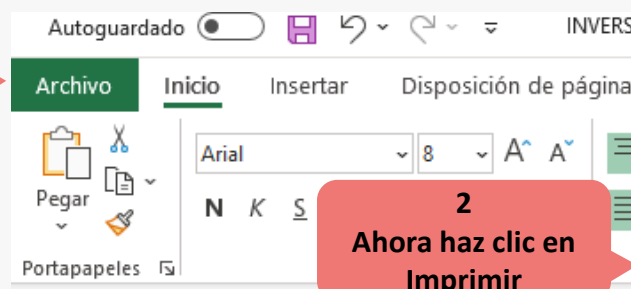 Autoguardado INVERS
Archivo Inicio Insertar Disposición de página
Arial 8 A A
Pegar
N K S
Portapapeles
2
Ahora haz clic en
Imprimir